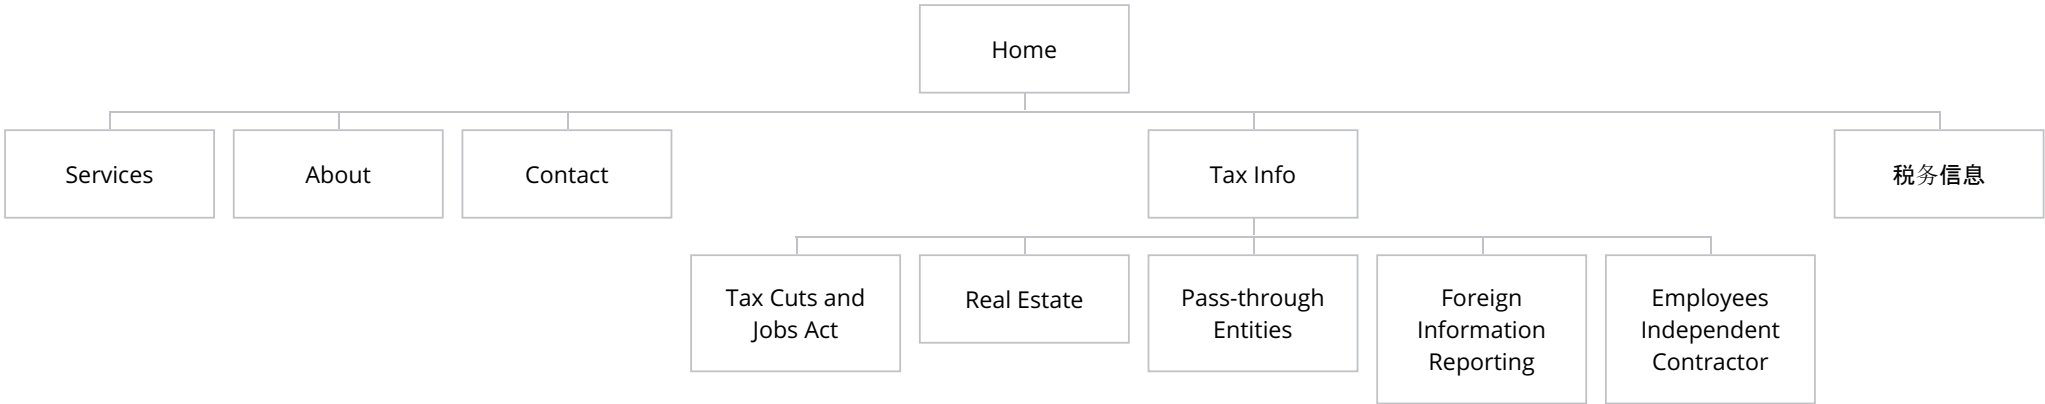 Home
Services
About
Contact
Tax Info
税务信息
Tax Cuts and
Jobs Act
Real Estate
Pass-through
Entities
Foreign
Information
Reporting
Employees
Independent
Contractor